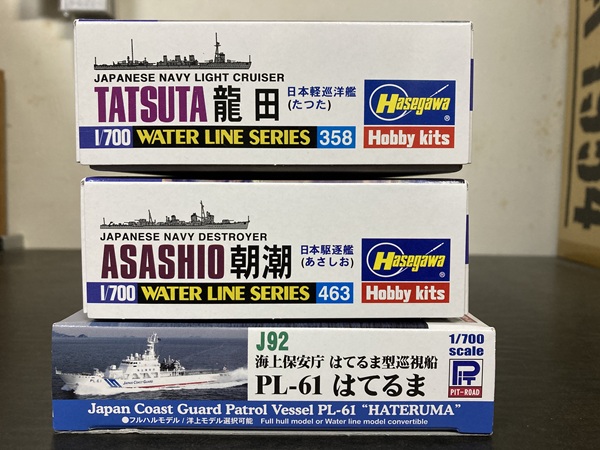 JAPANESE NAVY LIGHT CRUISER
TATSUTA 龍田
日本軽巡洋艦
(たつた)
Hasegawa
1/700 WATER LINE SERIES 358
Hobby kits
JAPANESE NAVY DESTROYER
ASASHIO 朝潮
日本駆逐艦
(あさしお)
Hasegawa
1/700 WATER LINE SERIES 463
Hobby kits
J92
1/700
scale
海上保安庁 はてるま型巡視船
PL-61 はてるま
PIT
PIT-ROAD
Japan Coast Guard Patrol Vessel PL-61 “HATERUMA”
●フルハルモデル/洋上モデル選択可能 Full hull model or Water line model convertible